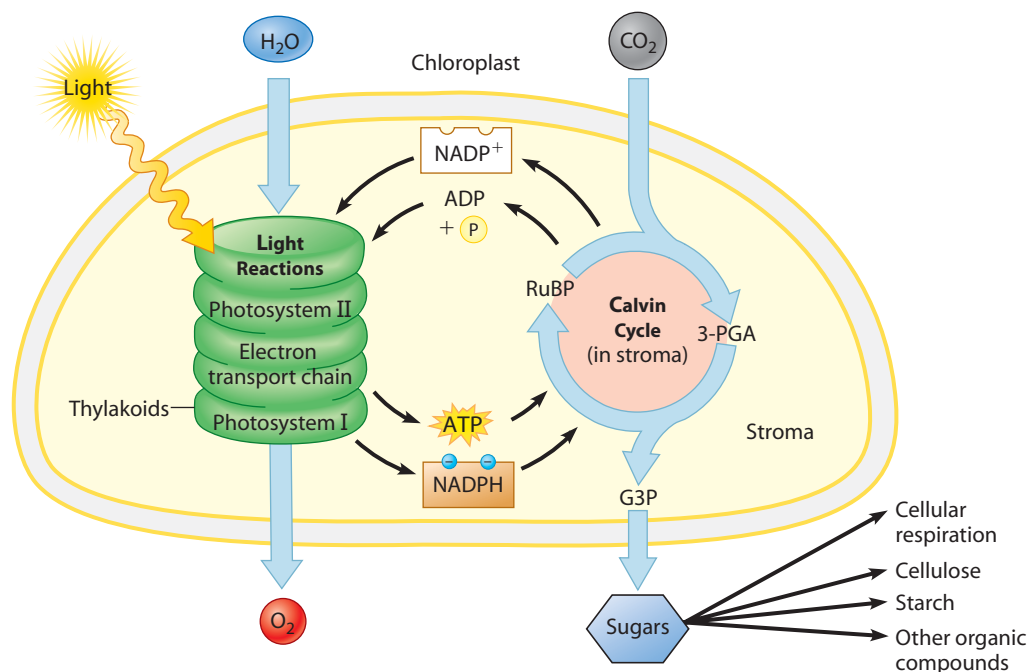 H₂O
CO₂
Chloroplast
Light
NADP⁺
ADP
+ P
Light
Reactions
Photosystem II
Electron
transport chain
Photosystem I
Thylakoids
RuBP
Calvin
Cycle
(in stroma)
3-PGA
ATP
NADPH
− −
Stroma
G3P
O₂
Sugars
Cellular
respiration
Cellulose
Starch
Other organic
compounds